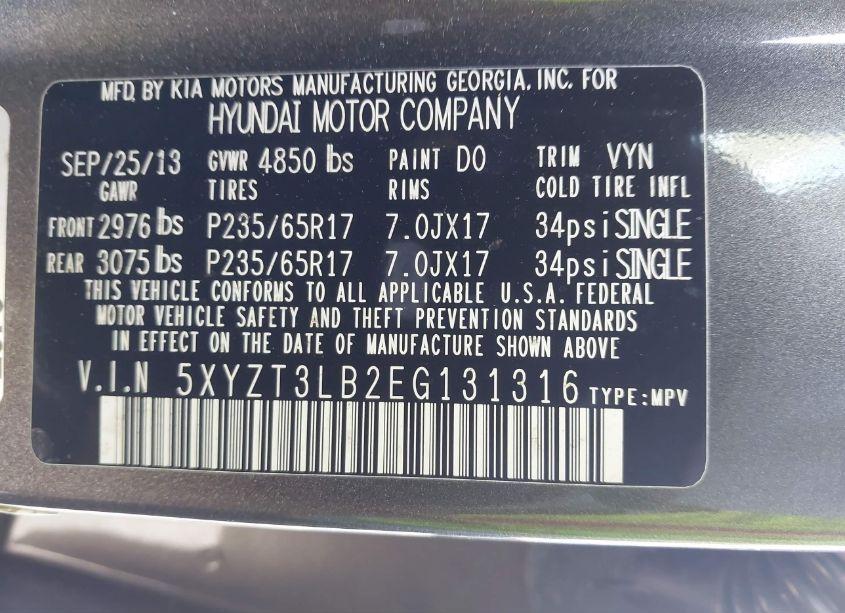 MFD. BY KIA MOTORS MANUFACTURING GEORGIA, INC. FOR
HYUNDAI MOTOR COMPANY
SEP/25/13 GVWR 4850 lbs PAINT DO TRIM VYN
GAWR TIRES RIMS COLD TIRE INFL
FRONT 2976 lbs P235/65R17 7.0JX17 34psi SINGLE
REAR 3075 lbs P235/65R17 7.0JX17 34psi SINGLE
THIS VEHICLE CONFORMS TO ALL APPLICABLE U.S.A. FEDERAL
MOTOR VEHICLE SAFETY AND THEFT PREVENTION STANDARDS
IN EFFECT ON THE DATE OF MANUFACTURE SHOWN ABOVE
V.I.N 5XYZT3LB2EG131316 TYPE:MPV